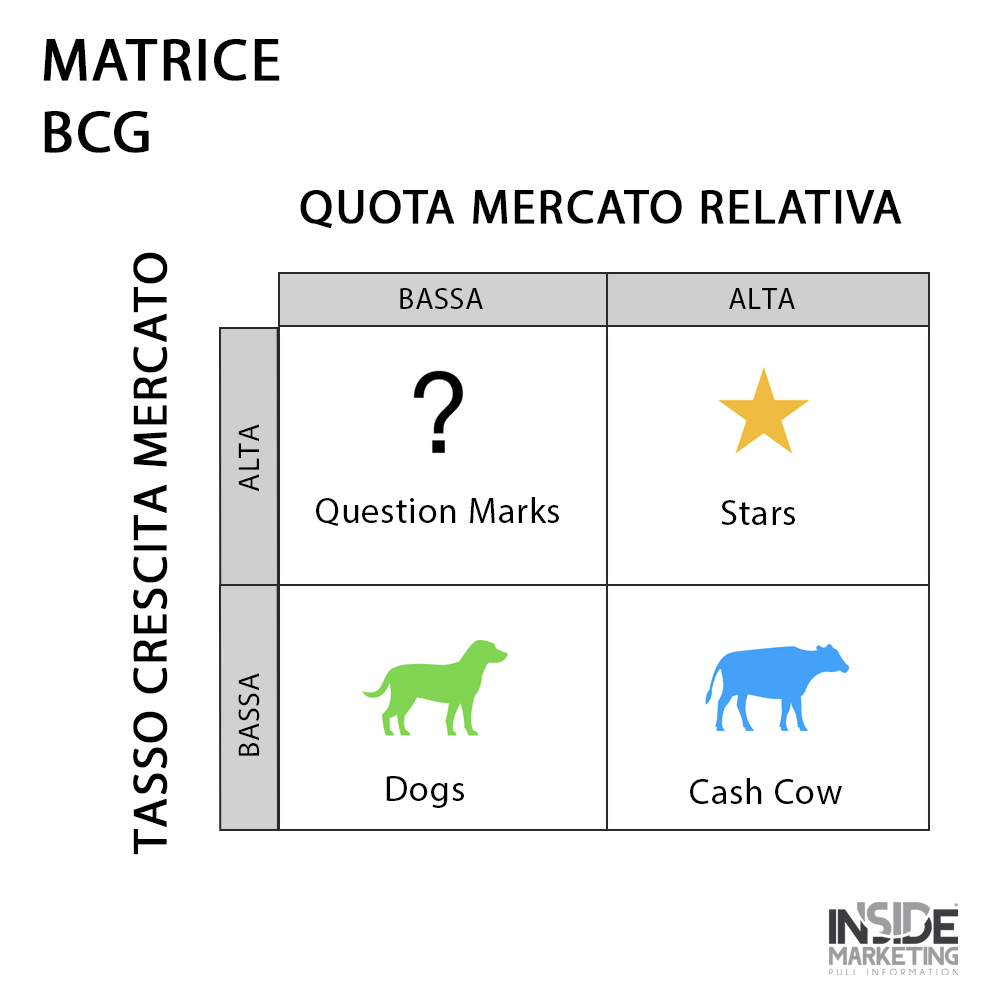 MATRICE
BCG
QUOTA MERCATO RELATIVA
TASSO CRESCITA MERCATO
BASSA
ALTA
ALTA
?
Question Marks
Stars
BASSA
Dogs
Cash Cow
INSIDE
MARKETING
PULL INFORMATION